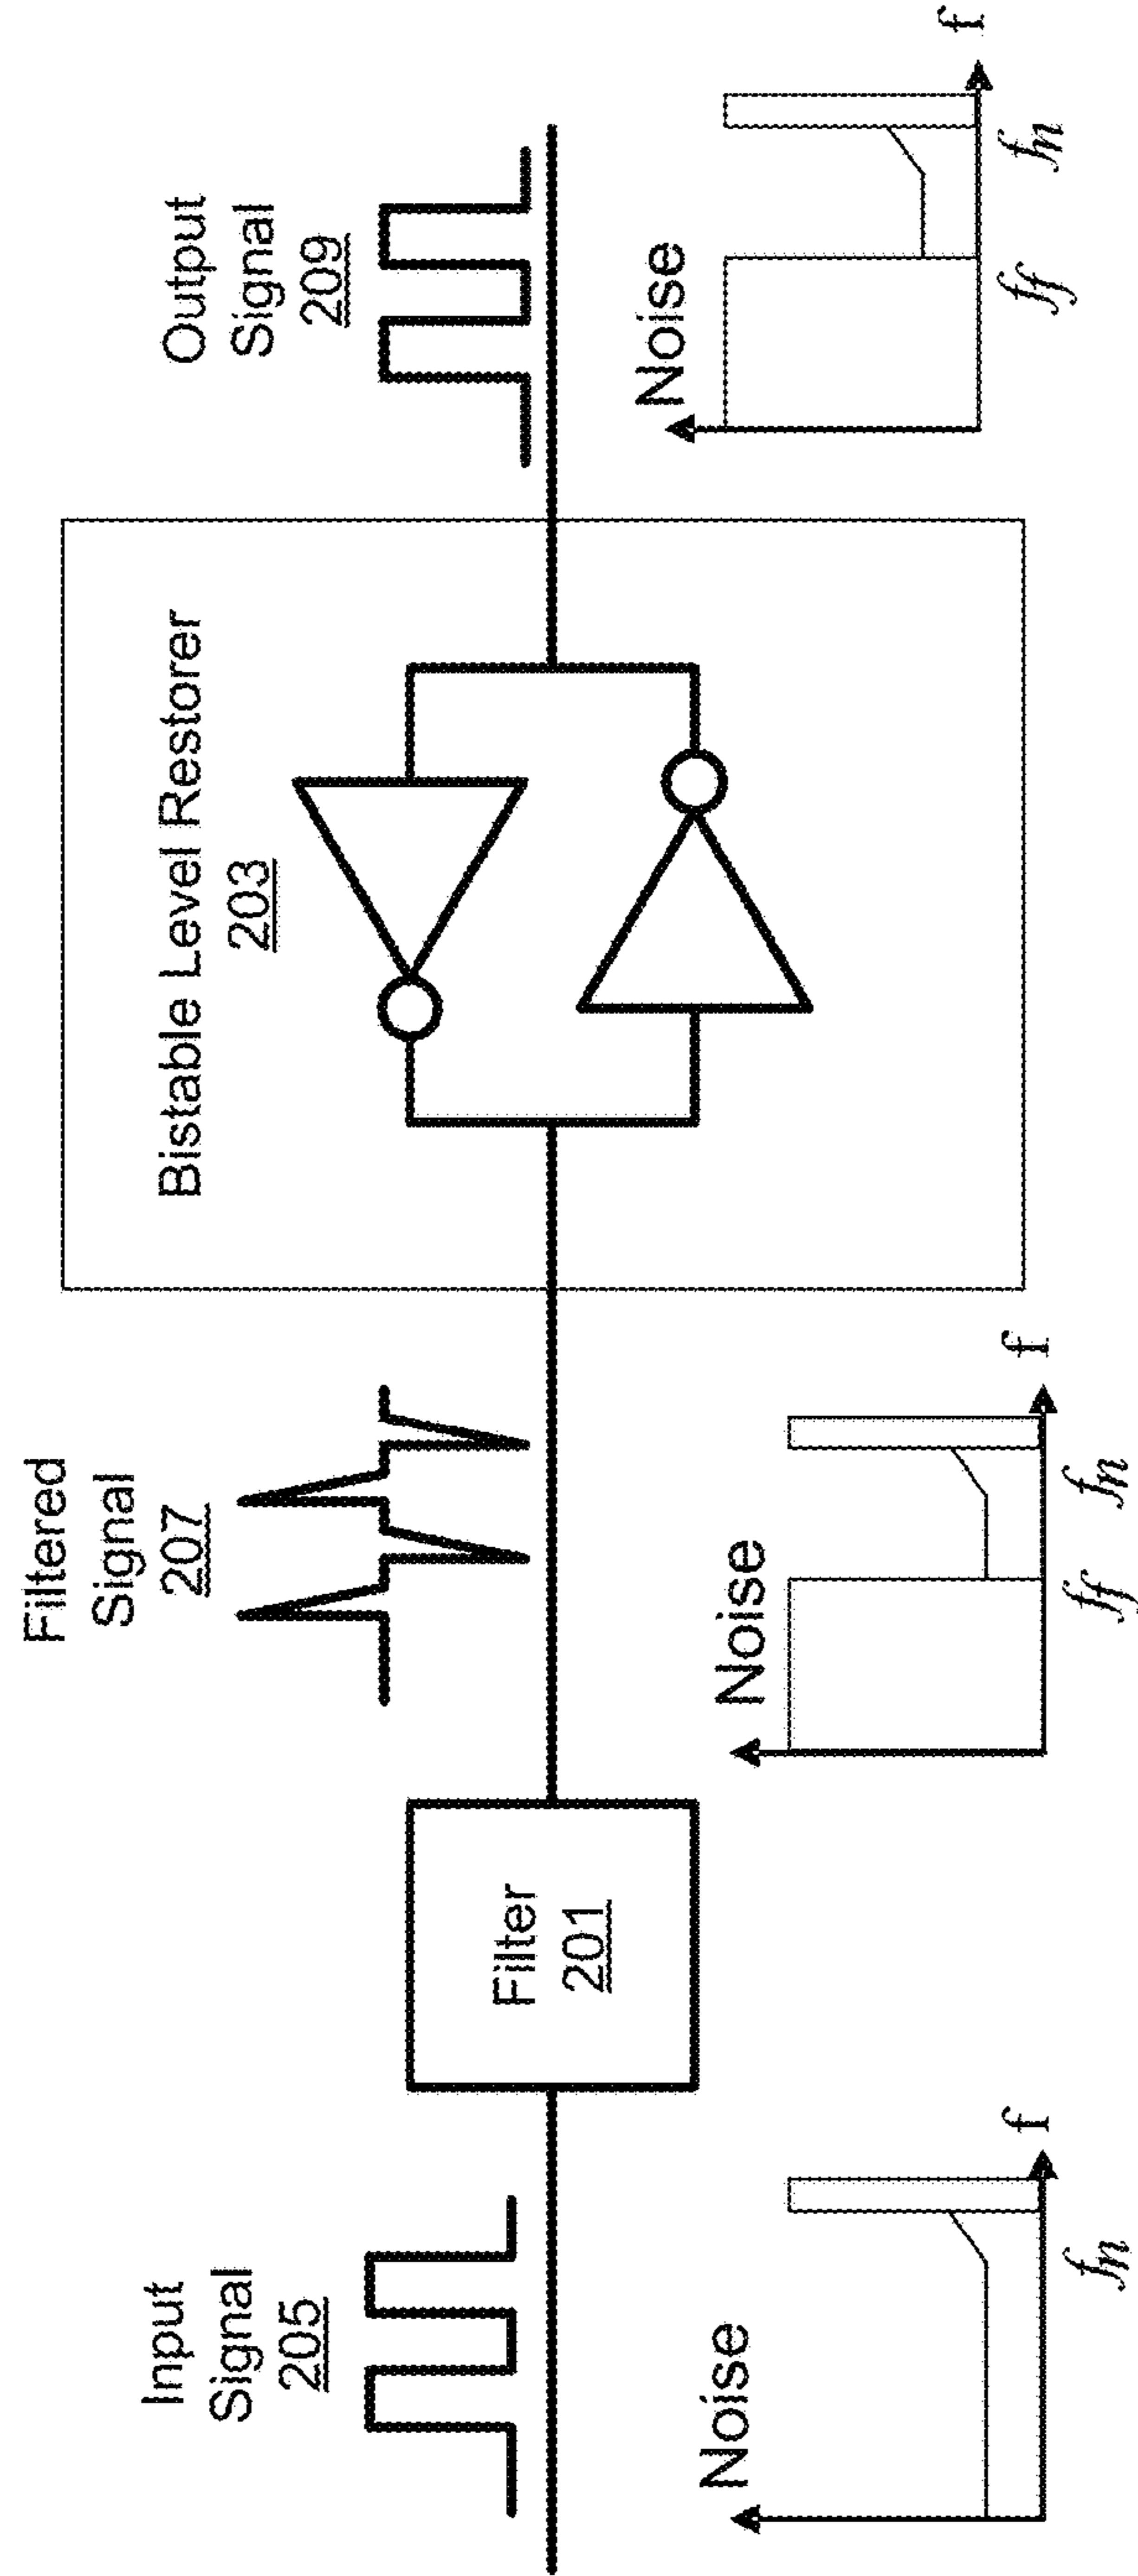 Input
Signal
205
Filter
201
Filtered
Signal
207
Bistable Level Restorer
203
Output
Signal
209
Noise
f
fn
Noise
f
ff
fn
Noise
f
ff
fn